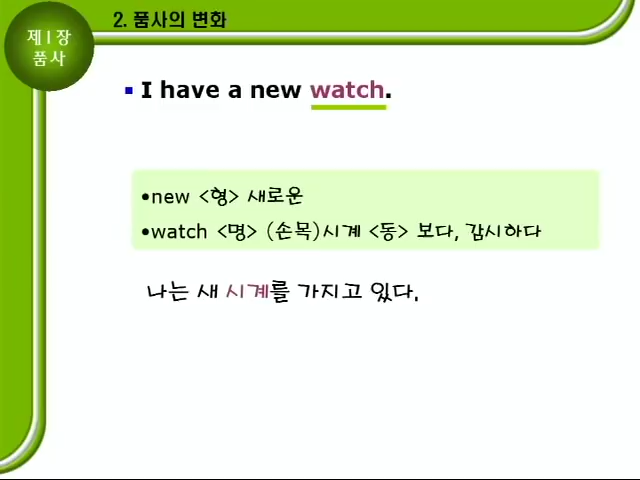 2. 품사의 변화
제 I 장
품사
I have a new watch.
•new <형> 새로운
•watch <명> (손목)시계 <동> 보다, 감시하다
나는 새 시계를 가지고 있다.